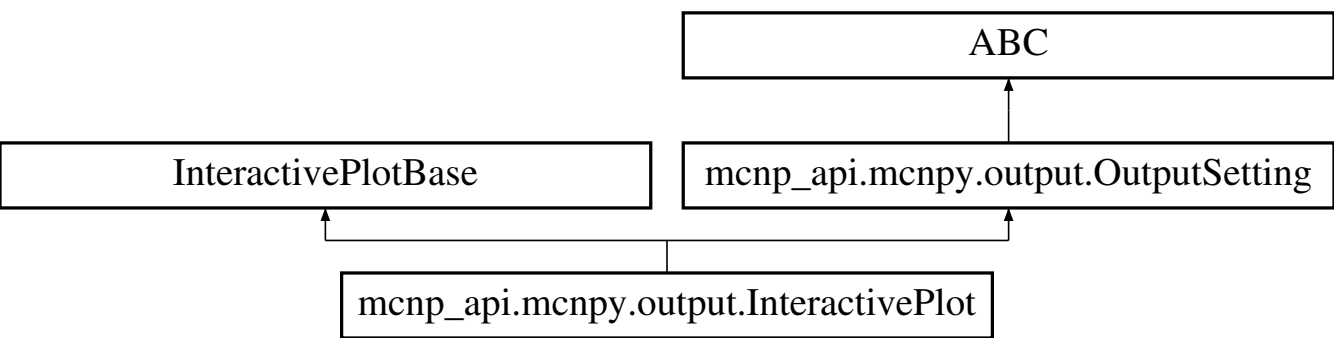 ABC
InteractivePlotBase
mcnp_api.mcnpy.output.OutputSetting
mcnp_api.mcnpy.output.InteractivePlot